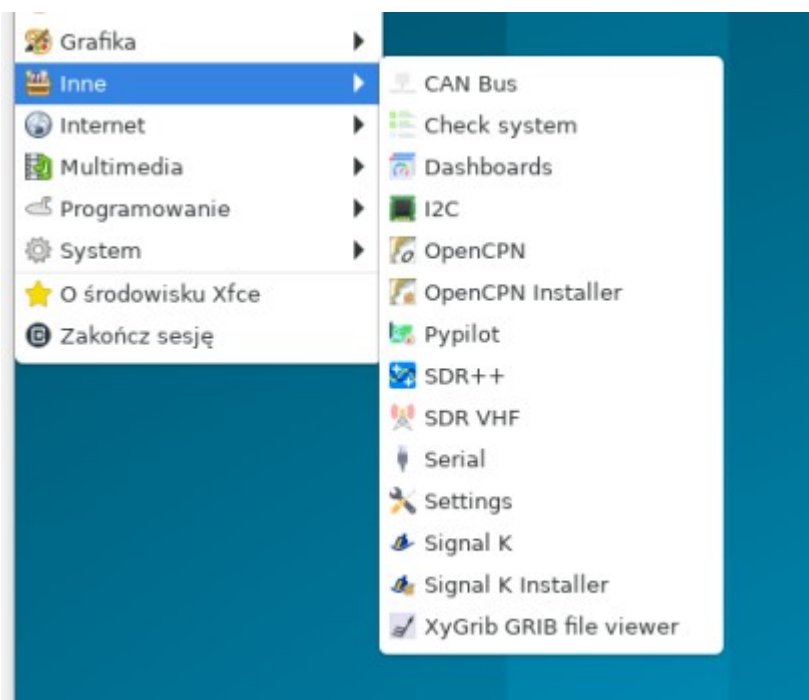 Grafika
Inne
Internet
Multimedia
Programowanie
System
O środowisku Xfce
Zakończ sesję
CAN Bus
Check system
Dashboards
I2C
OpenCPN
OpenCPN Installer
Pypilot
SDR++
SDR VHF
Serial
Settings
Signal K
Signal K Installer
XyGrib GRIB file viewer